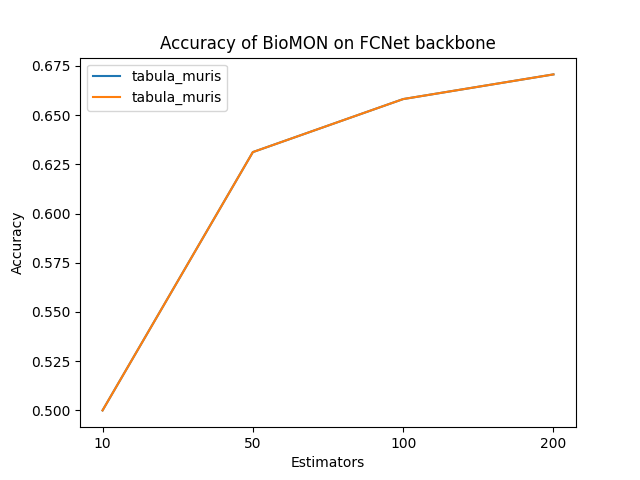 Accuracy of BioMON on FCNet backbone
tabula_muris
tabula_muris
0.675
0.650
0.625
0.600
0.575
0.550
0.525
0.500
Accuracy
10 50 100 200
Estimators